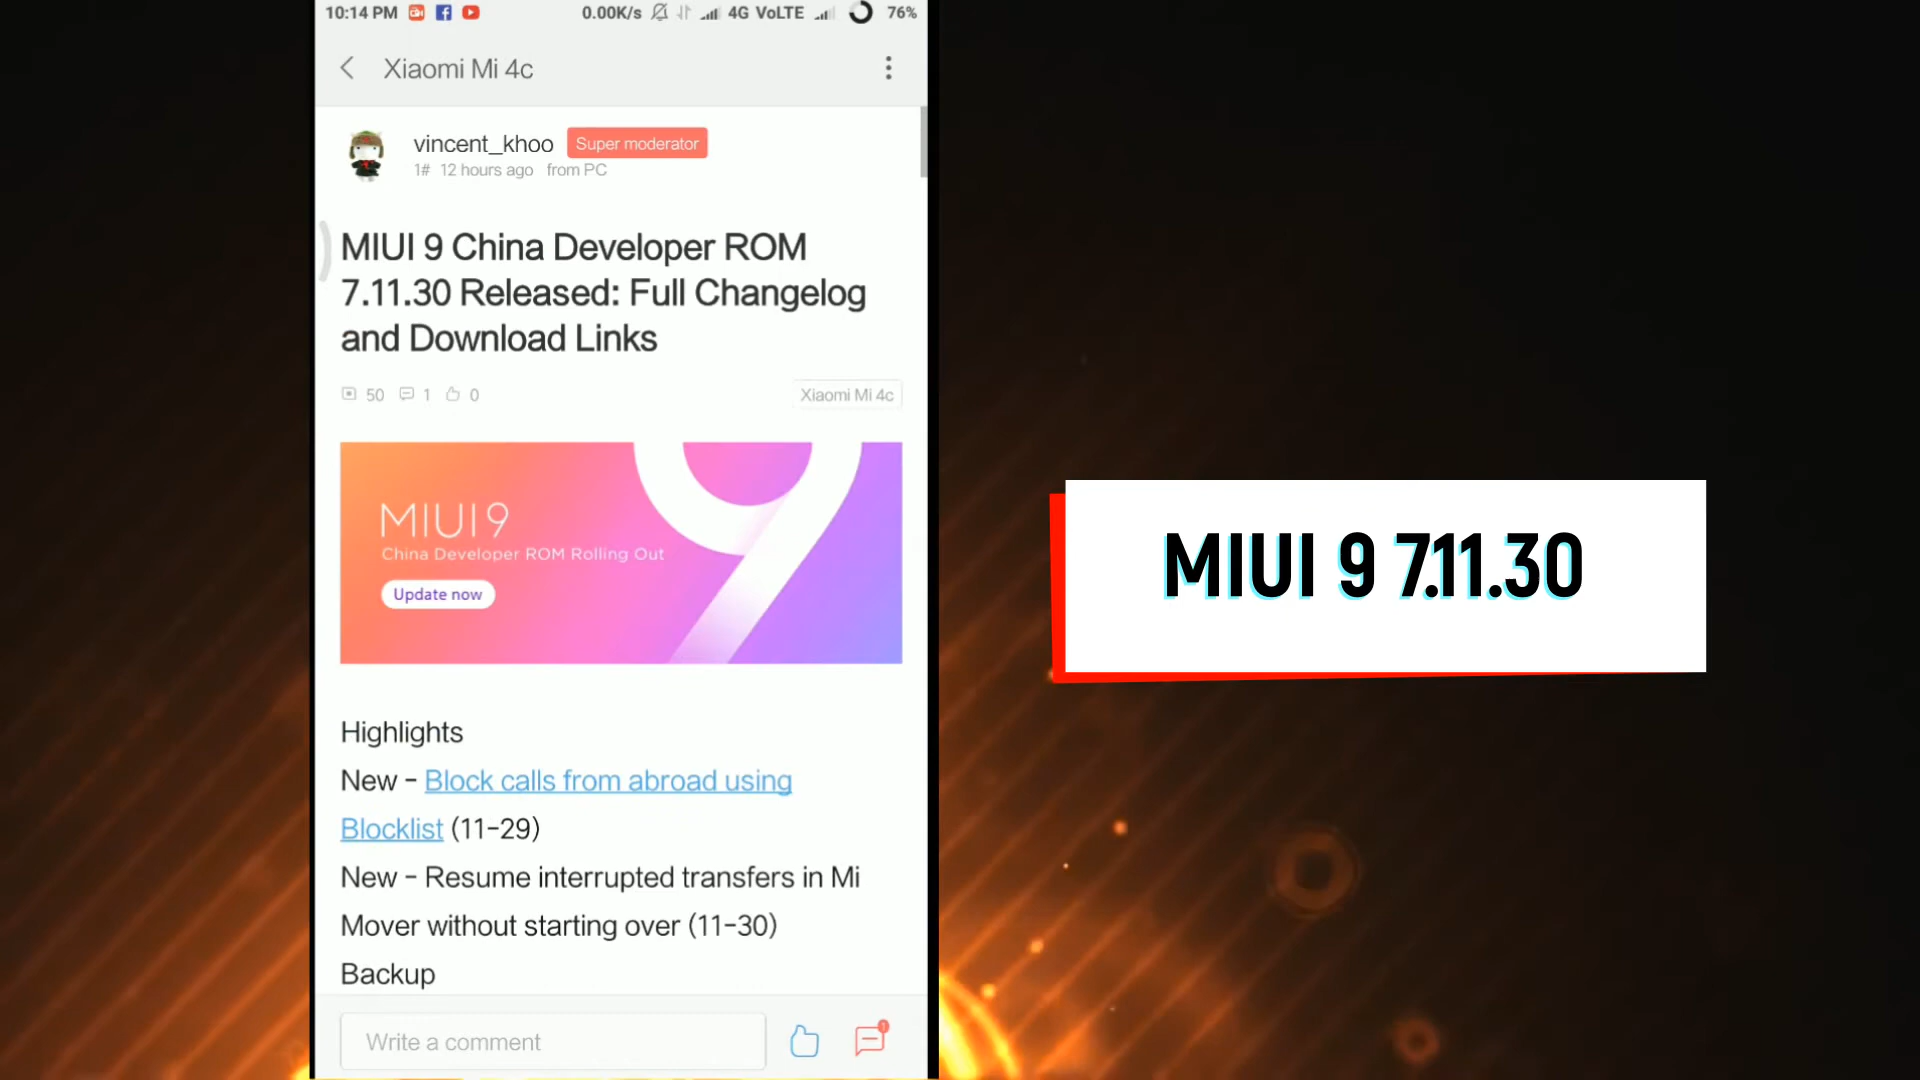 10:14 PM 0.00K/s 4G VoLTE 76%
Xiaomi Mi 4c
vincent_khoo Super moderator
1# 12 hours ago from PC
MIUI 9 China Developer ROM
7.11.30 Released: Full Changelog
and Download Links
50 1 0 Xiaomi Mi 4c
MIUI 9
China Developer ROM Rolling Out
Update now
Highlights
New - Block calls from abroad using
Blocklist (11-29)
New - Resume interrupted transfers in Mi
Mover without starting over (11-30)
Backup
Write a comment
1
MIUI 9 7.11.30